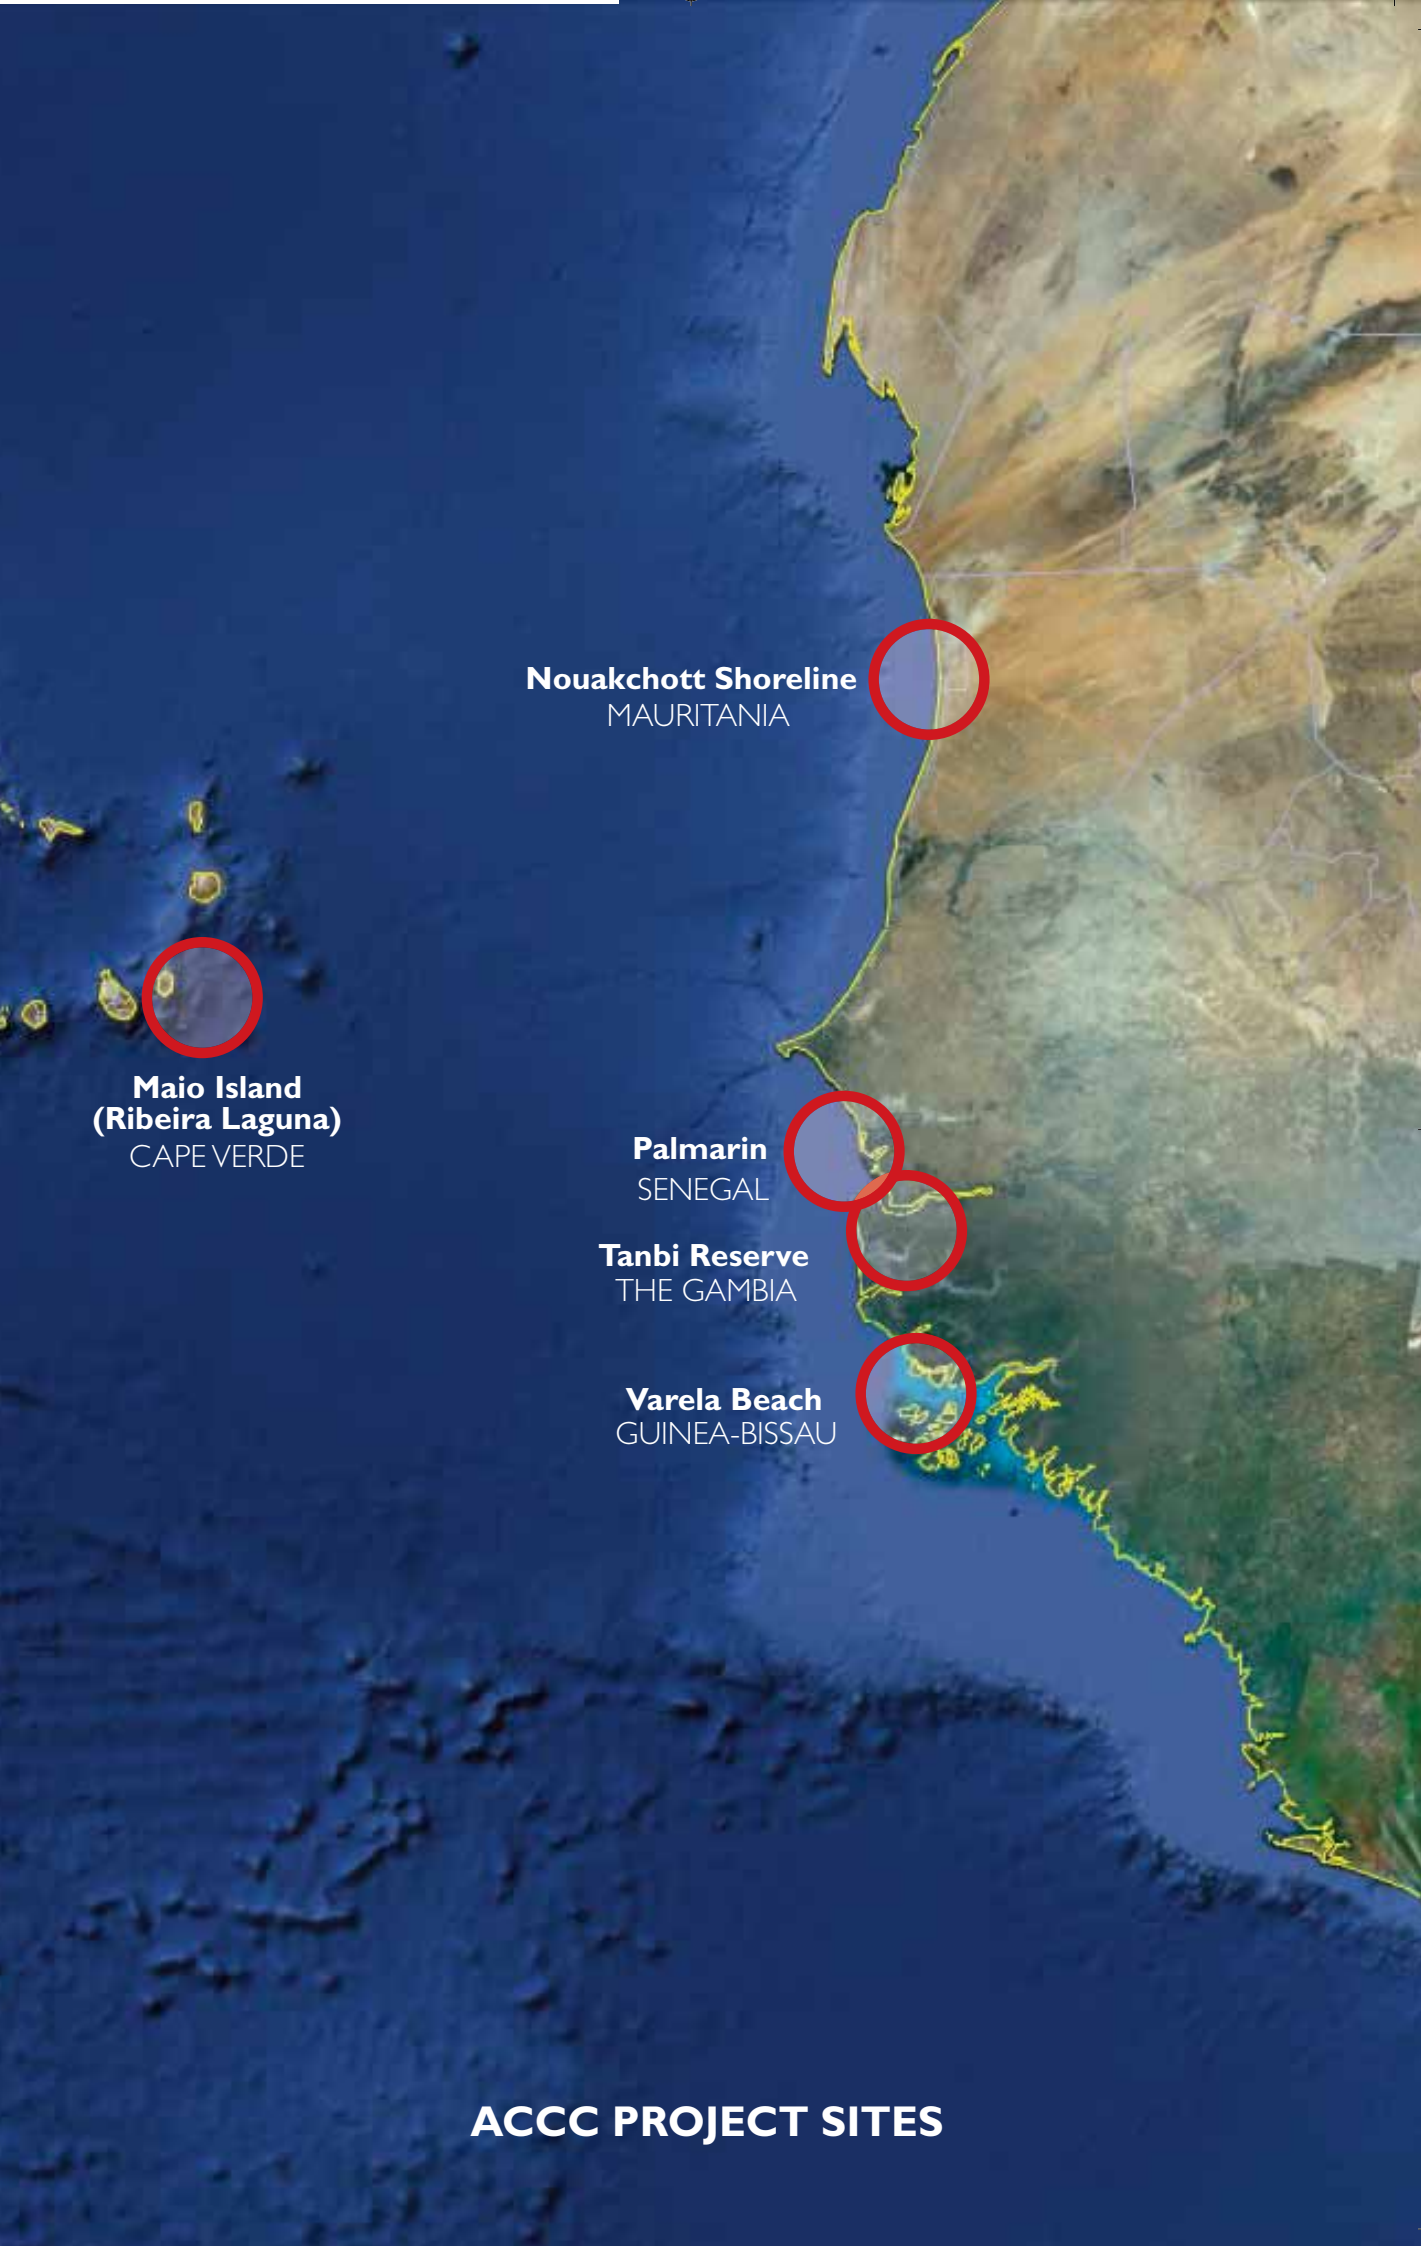 Nouakchott Shoreline
MAURITANIA
Maio Island
(Ribeira Laguna)
CAPE VERDE
Palmarin
SENEGAL
Tanbi Reserve
THE GAMBIA
Varela Beach
GUINEA-BISSAU
ACCC PROJECT SITES